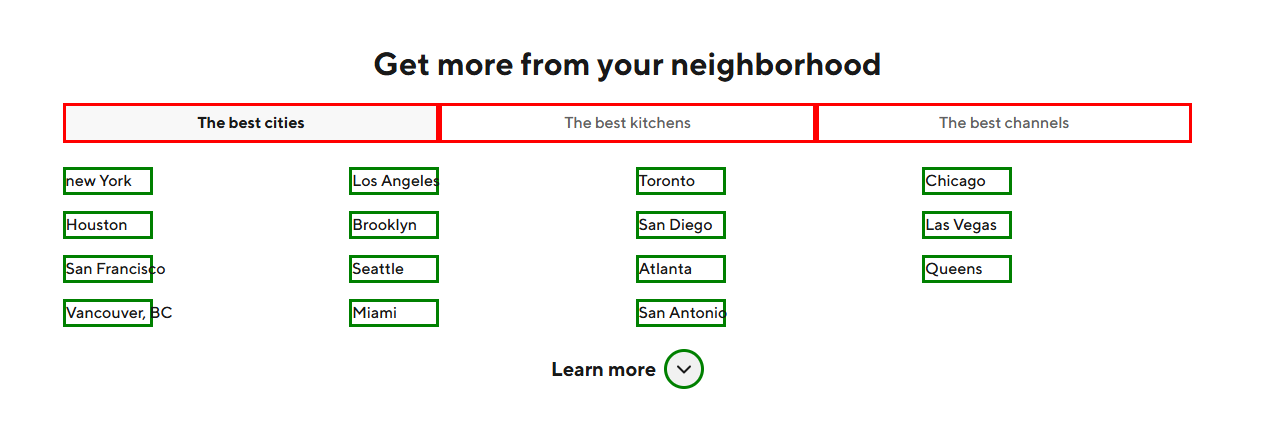 Get more from your neighborhood
The best cities The best kitchens The best channels
new York Los Angeles Toronto Chicago
Houston Brooklyn San Diego Las Vegas
San Francisco Seattle Atlanta Queens
Vancouver, BC Miami San Antonio
Learn more